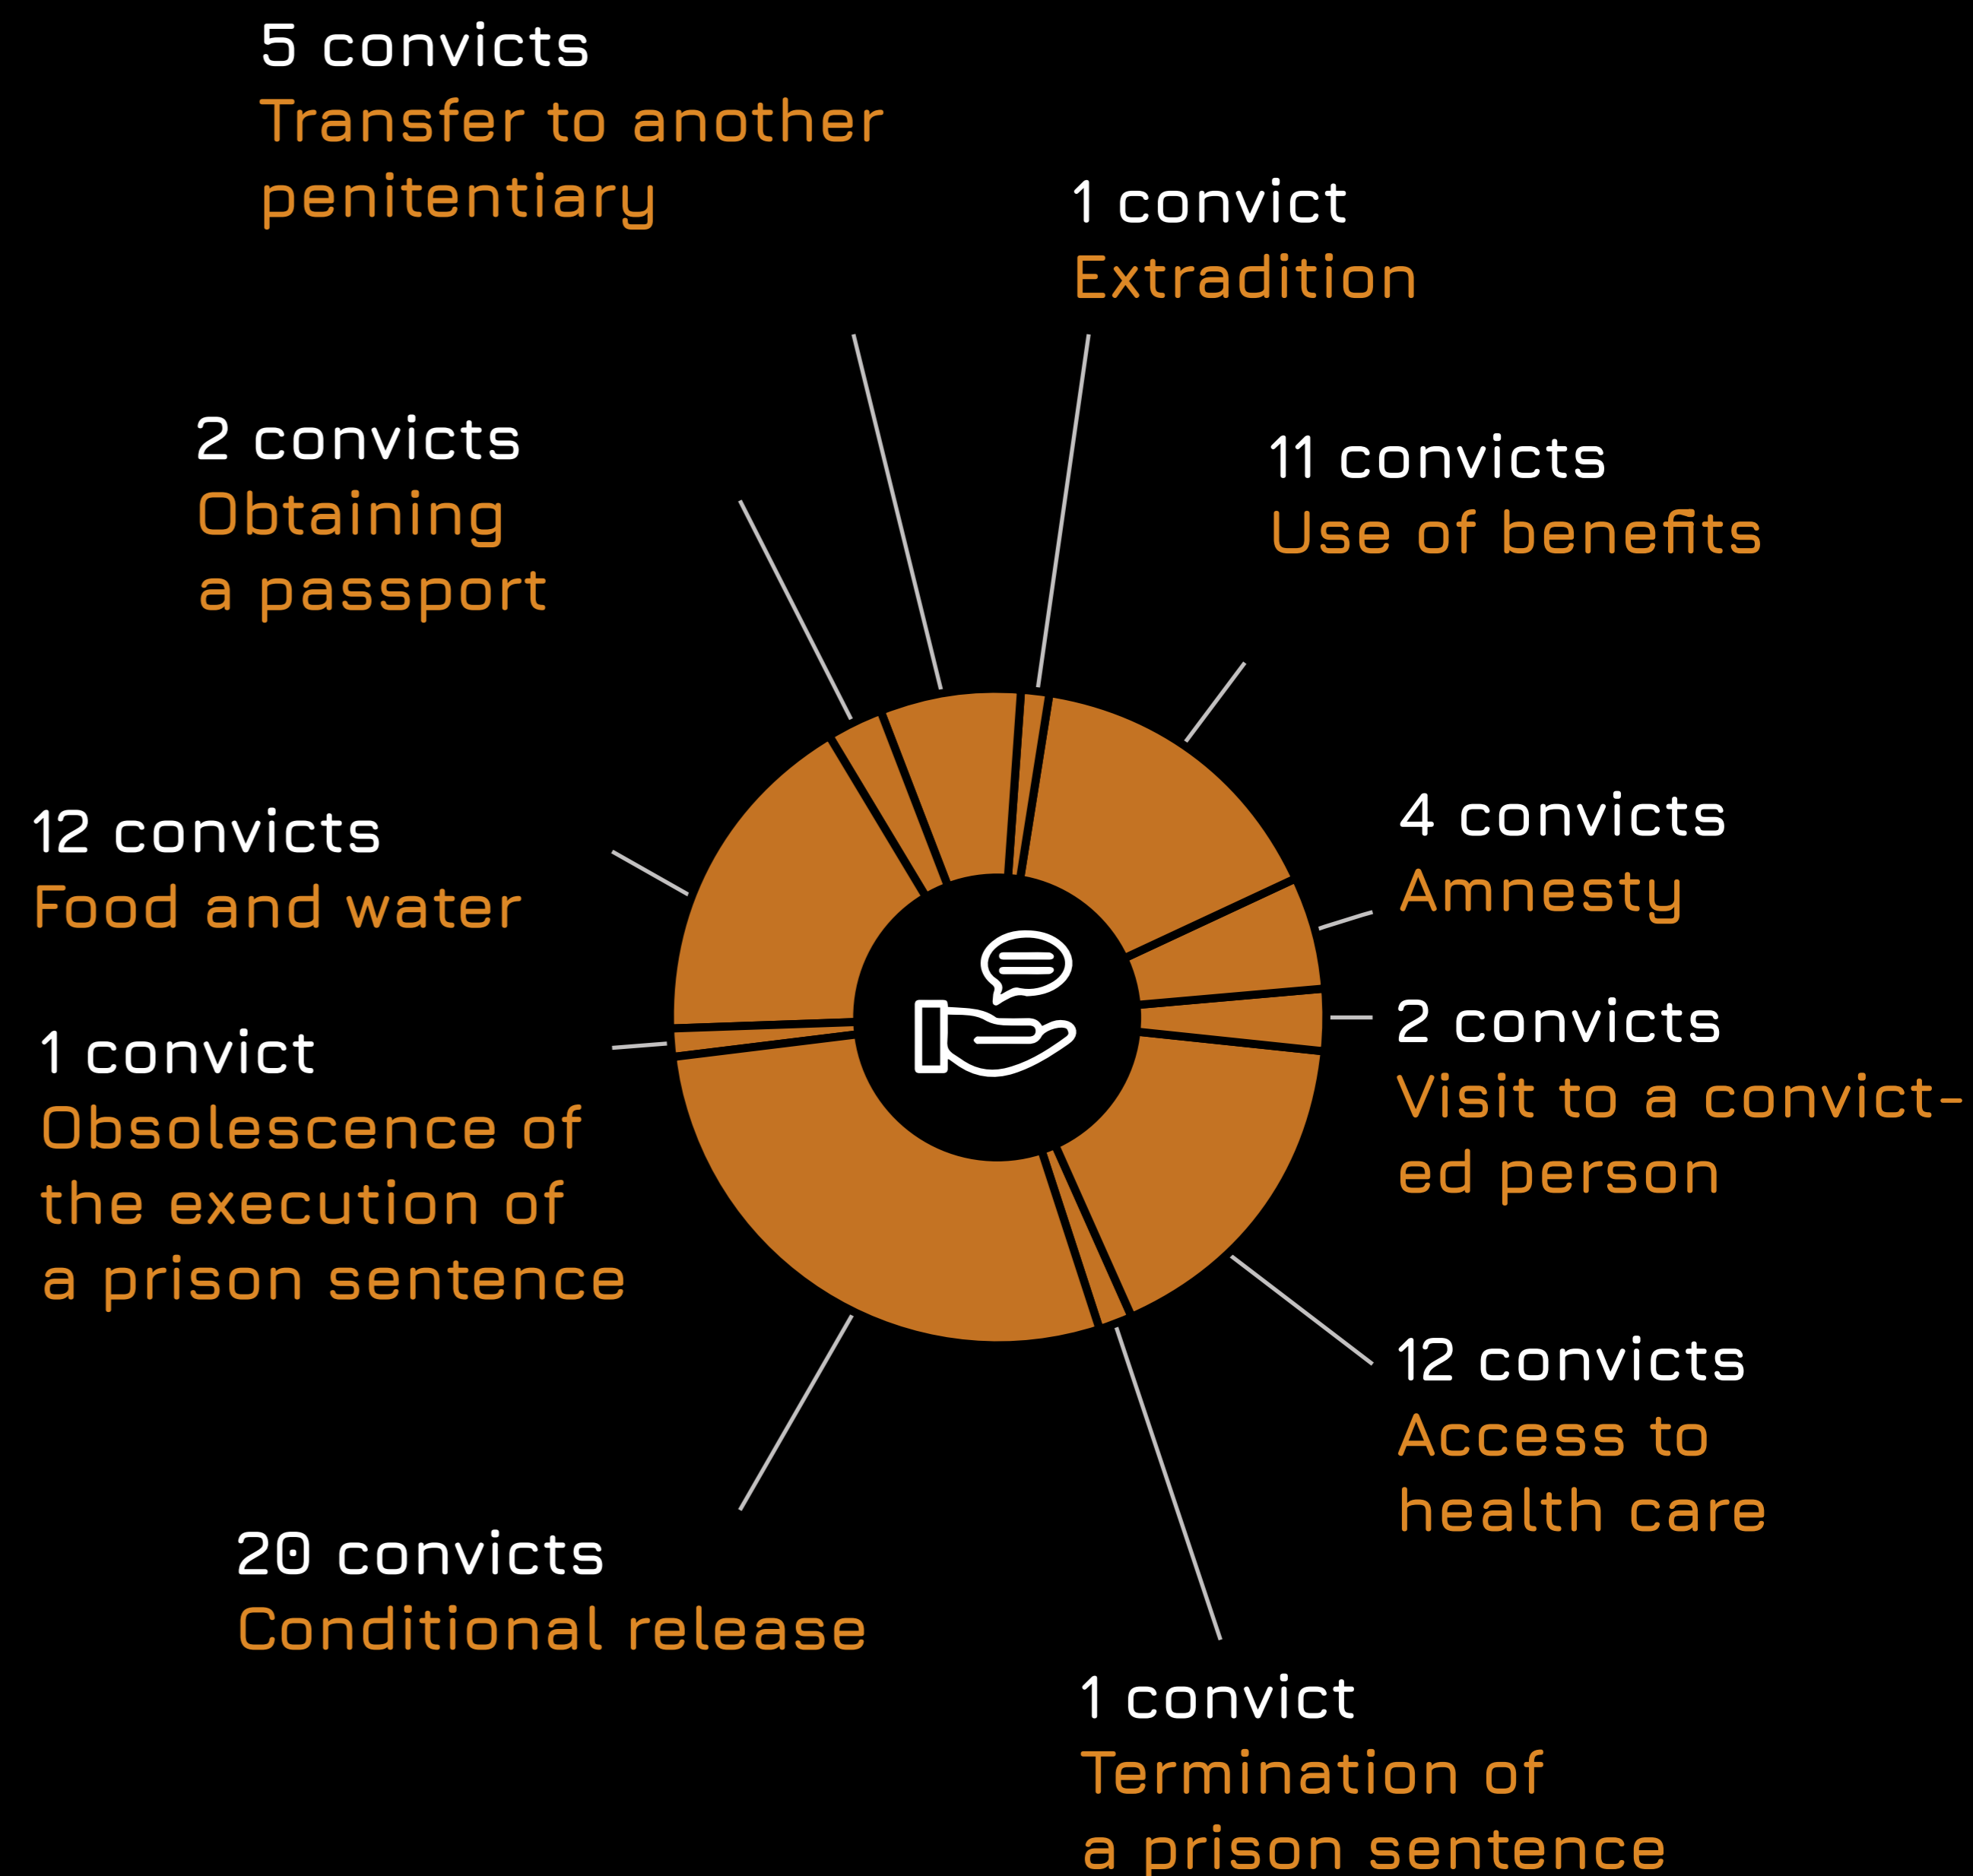 5 convicts
Transfer to another
penitentiary
1 convict
Extradition
2 convicts
Obtaining
a passport
11 convicts
Use of benefits
12 convicts
Food and water
4 convicts
Amnesty
1 convict
Obsolescence of
the execution of
a prison sentence
2 convicts
Visit to a convict-
ed person
12 convicts
Access to
health care
20 convicts
Conditional release
1 convict
Termination of
a prison sentence